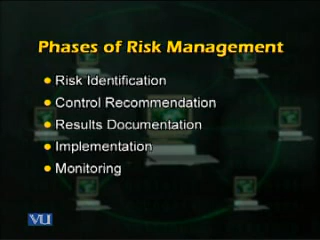 Phases of Risk Management
Risk Identification
Control Recommendation
Results Documentation
Implementation
Monitoring
VU